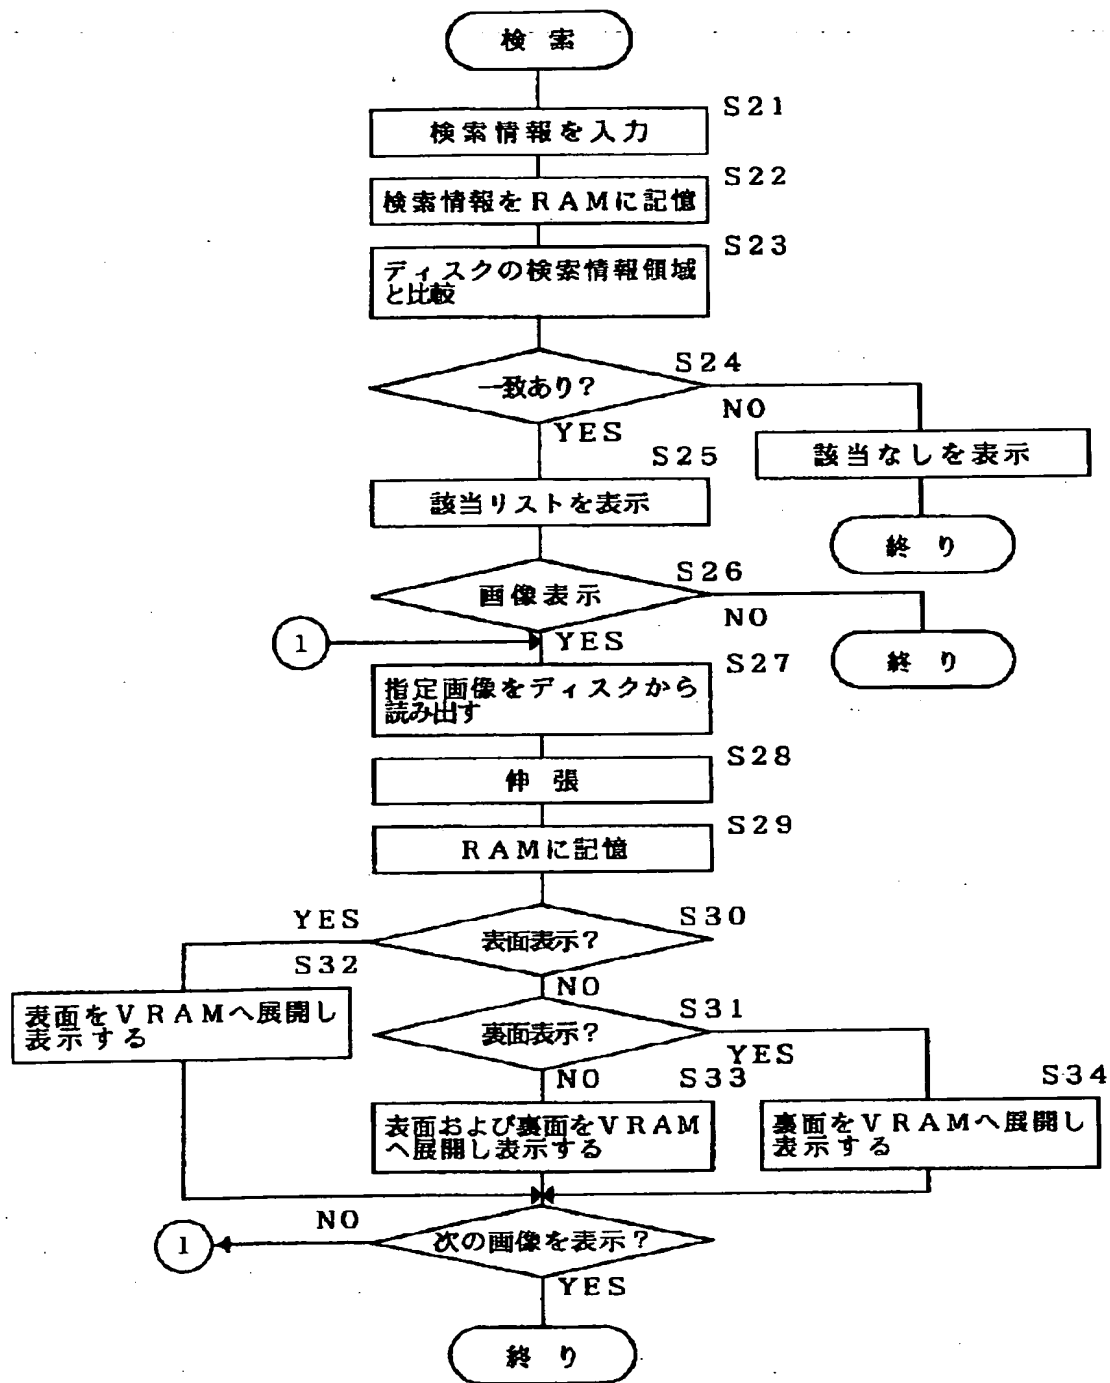 検索
S21
検索情報を入力
S22
検索情報をRAMに記憶
S23
ディスクの検索情報領域
と比較
S24
一致あり?
NO
YES
S25
該当なしを表示
該当リストを表示
終り
S26
画像表示
NO
1
YES
終り
S27
指定画像をディスクから
読み出す
S28
伸張
S29
RAMに記憶
YES
S30
表面表示?
S32
NO
表面をVRAMへ展開し
表示する
S31
裏面表示?
YES
NO
S33
S34
表面および裏面をVRAM
へ展開し表示する
裏面をVRAMへ展開し
表示する
NO
1
次の画像を表示?
YES
終り